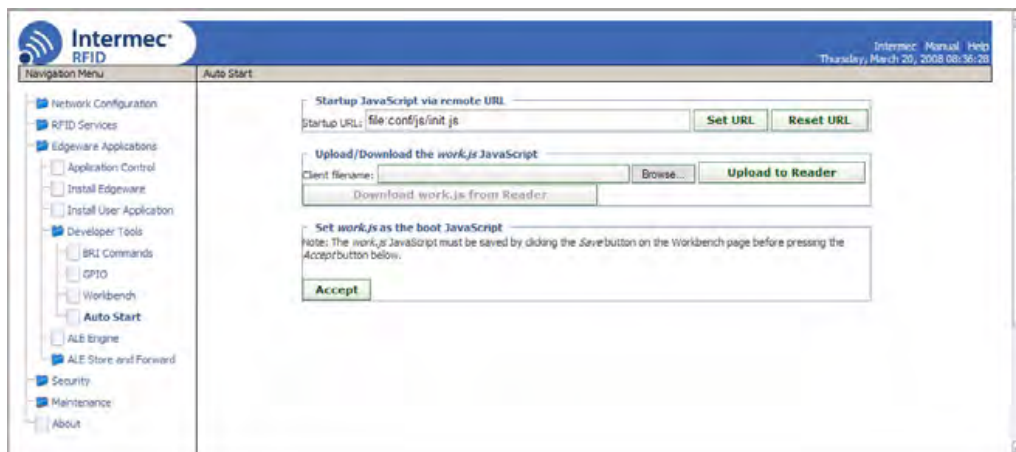 Intermec
RFID
Intermec Manual Help
Thursday, March 20, 2008 08:36:28
Navigation Menu
Auto Start
Network Configuration
RFID Services
Edgeware Applications
Application Control
Install Edgeware
Install User Application
Developer Tools
BRI Commands
GPIO
Workbench
Auto Start
ALE Engine
ALE Store and Forward
Security
Maintenance
About
Startup JavaScript via remote URL
Startup URL: file:conf/js/init.js Set URL Reset URL
Upload/Download the work.js JavaScript
Client filename: Browse... Upload to Reader
Download work.js from Reader
Set work.js as the boot JavaScript
Note: The work.js JavaScript must be saved by clicking the Save button on the Workbench page before pressing the
Accept button below.
Accept